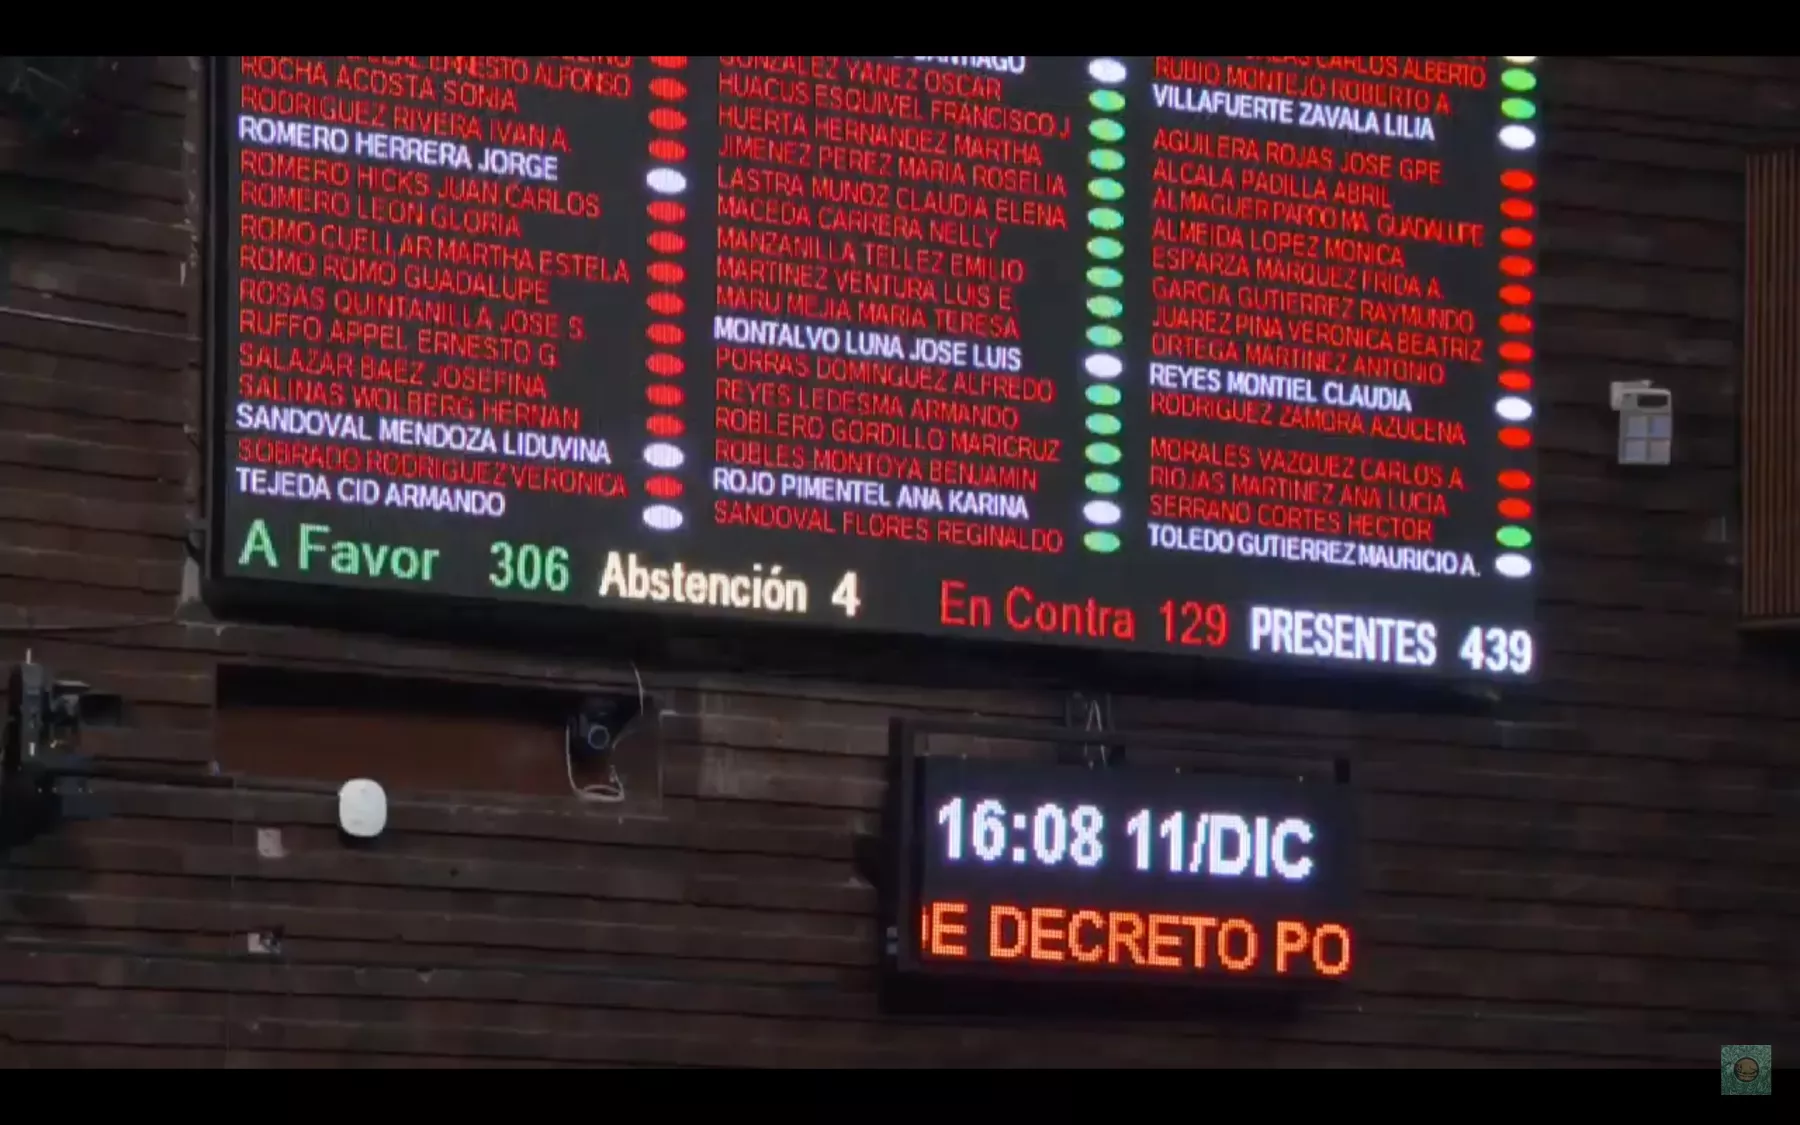 ERNESTO ALFONSO
ROCHA ACOSTA SONIA
RODRIGUEZ RIVERA IVAN A.
ROMERO HERRERA JORGE
ROMERO HICKS JUAN CARLOS
ROMERO LEON GLORIA
ROMO CUELLAR MARTHA ESTELA
ROMO ROMO GUADALUPE
ROSAS QUINTANILLA JOSE S.
RUFFO APPEL ERNESTO G
SALAZAR BAEZ JOSEFINA
SALINAS WOLBERG HERNAN
SANDOVAL MENDOZA LIDUVINA
SOBRADO RODRIGUEZ VERONICA
TEJEDA CID ARMANDO
SANTIAGO
GONZALEZ YAÑEZ OSCAR
HUACUS ESQUIVEL FRANCISCO J
HUERTA HERNANDEZ MARTHA
JIMENEZ PEREZ MARIA ROSELIA
LASTRA MUÑOZ CLAUDIA ELENA
MACEDA CARRERA NELLY
MANZANILLA TELLEZ EMILIO
MARTINEZ VENTURA LUIS E
MARU MEJIA MARIA TERESA
MONTALVO LUNA JOSE LUIS
PORRAS DOMINGUEZ ALFREDO
REYES LEDESMA ARMANDO
ROBLERO GORDILLO MARICRUZ
ROBLES MONTOYA BENJAMIN
ROJO PIMENTEL ANA KARINA
SANDOVAL FLORES REGINALDO
CARLOS ALBERTO
RUBIO MONTEJO ROBERTO A
VILLAFUERTE ZAVALA LILIA
AGUILERA ROJAS JOSE GPE
ALCALA PADILLA ABRIL
ALMAGUER PARDO MA GUADALUPE
ALMEIDA LOPEZ MONICA
ESPARZA MARQUEZ FRIDA A.
GARCIA GUTIERREZ RAYMUNDO
JUAREZ PIÑA VERONICA BEATRIZ
ORTEGA MARTINEZ ANTONIO
REYES MONTIEL CLAUDIA
RODRIGUEZ ZAMORA AZUCENA
MORALES VAZQUEZ CARLOS A
RIOJAS MARTINEZ ANA LUCIA
SERRANO CORTES HECTOR
TOLEDO GUTIERREZ MAURICIO A.
A Favor 306 Abstención 4 En Contra 129 PRESENTES 439
16:08 11/DIC
DE DECRETO PO